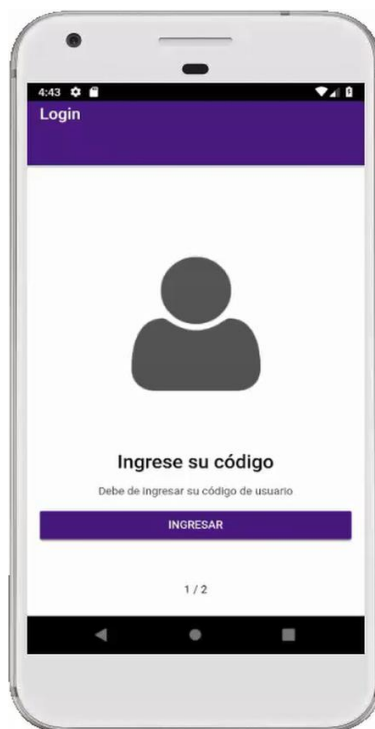 4:43
Login
Ingrese su código
Debe de ingresar su código de usuario
INGRESAR
1 / 2